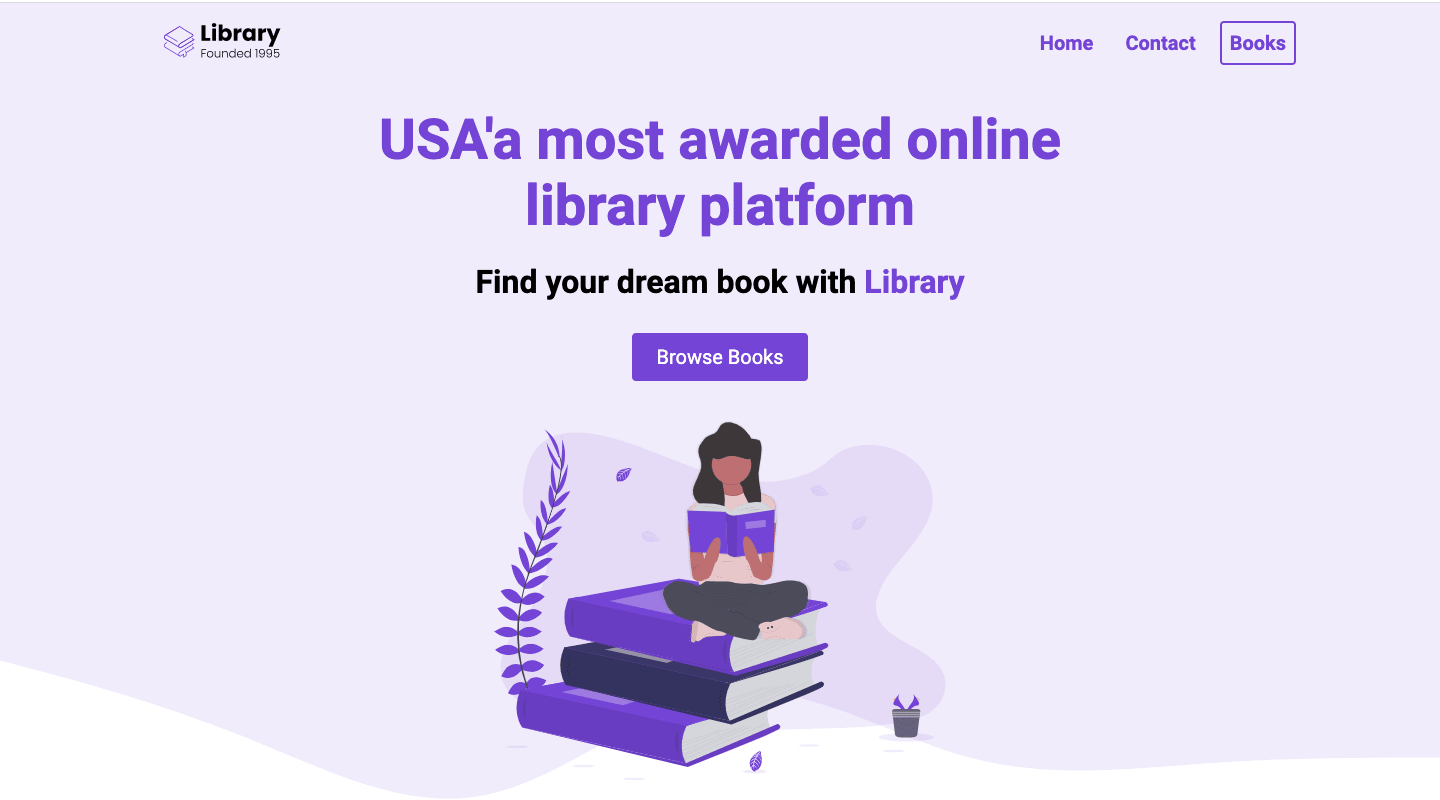 Library
Founded 1995
Home Contact Books
USA'a most awarded online
library platform
Find your dream book with Library
Browse Books